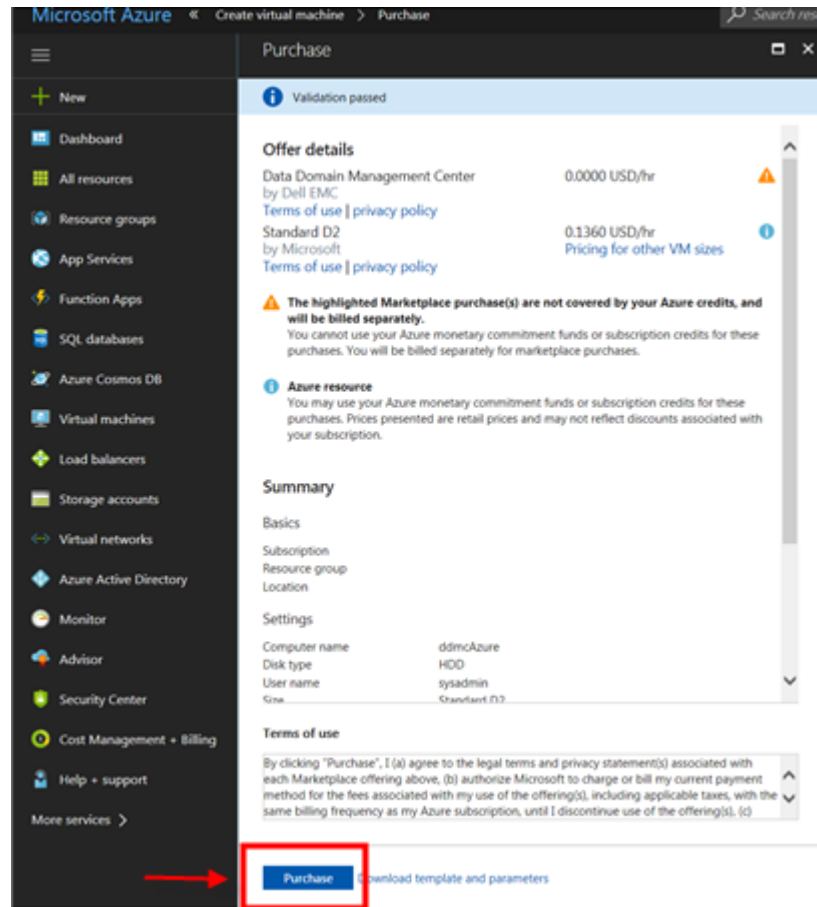 Microsoft Azure « Create virtual machine > Purchase Search res
Purchase
New
Validation passed
Dashboard
All resources
Resource groups
App Services
Function Apps
SQL databases
Azure Cosmos DB
Virtual machines
Load balancers
Storage accounts
Virtual networks
Azure Active Directory
Monitor
Advisor
Security Center
Cost Management + Billing
Help + support
More services >
Offer details
Data Domain Management Center 0.0000 USD/hr
by Dell EMC
Terms of use | privacy policy
Standard D2 0.1360 USD/hr
by Microsoft Pricing for other VM sizes
Terms of use | privacy policy
The highlighted Marketplace purchase(s) are not covered by your Azure credits, and
will be billed separately.
You cannot use your Azure monetary commitment funds or subscription credits for these
purchases. You will be billed separately for marketplace purchases.
Azure resource
You may use your Azure monetary commitment funds or subscription credits for these
purchases. Prices presented are retail prices and may not reflect discounts associated with
your subscription.
Summary
Basics
Subscription
Resource group
Location
Settings
Computer name ddmcAzure
Disk type HDD
User name sysadmin
Size Standard D2
Terms of use
By clicking "Purchase", I (a) agree to the legal terms and privacy statement(s) associated with
each Marketplace offering above, (b) authorize Microsoft to charge or bill my current payment
method for the fees associated with my use of the offering(s), including applicable taxes, with the
same billing frequency as my Azure subscription, until I discontinue use of the offering(s), (c)
Purchase Download template and parameters